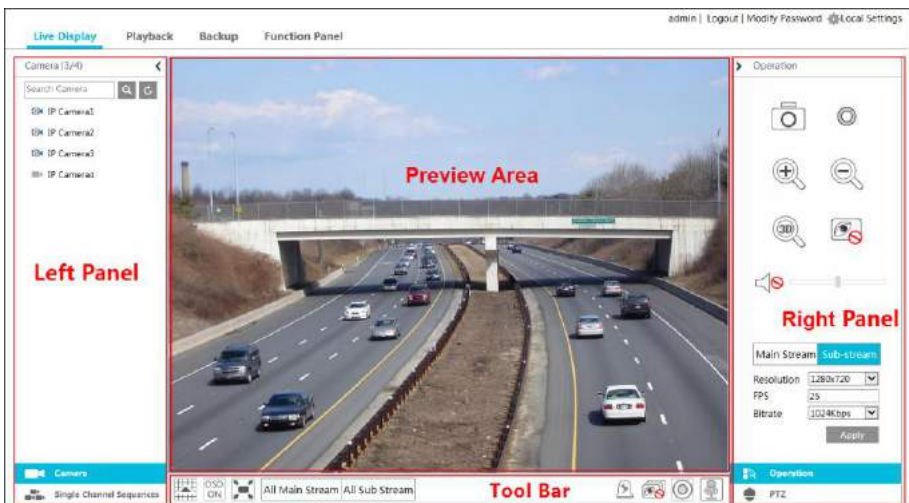 admin | Logout | Modify Password Local Settings
Live Display Playback Backup Function Panel
Camera (3/4)
Search Camera
IP Camera1
IP Camera2
IP Camera3
IP Camera4
Left Panel
Camera
Single Channel Sequences
Preview Area
OSD
ON
All Main Stream All Sub Stream
Tool Bar
Operation
3D
Right Panel
Main Stream Sub-stream
Resolution 1280x720
FPS 25
Bitrate 1024Kbps
Apply
Operation
PTZ